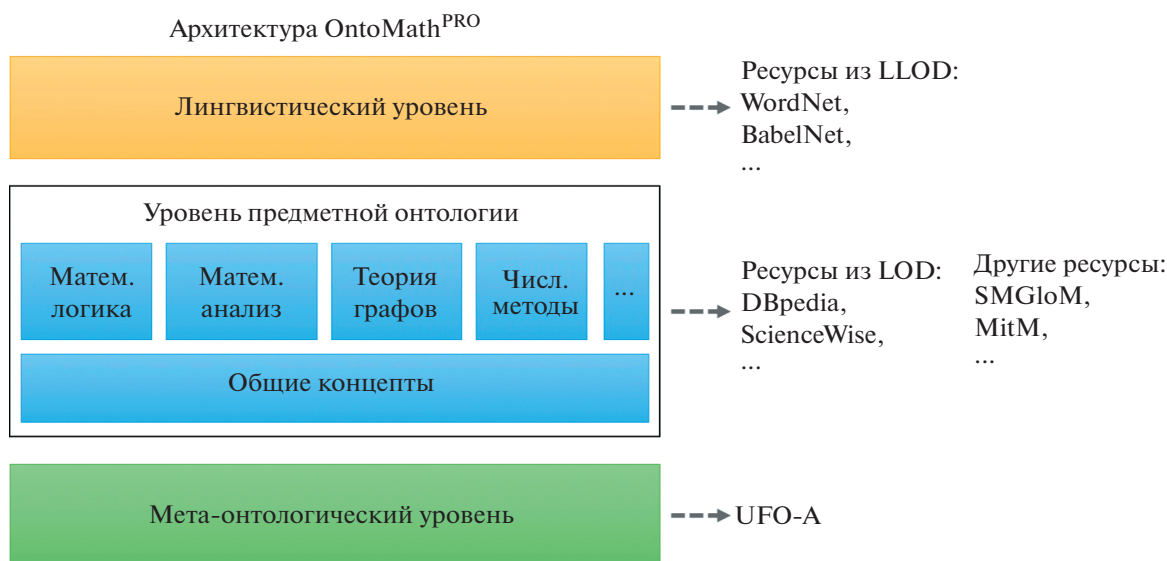 Архитектура OntoMathPRO
Лингвистический уровень
Ресурсы из LLOD:
WordNet,
BabelNet,
...
Уровень предметной онтологии
Матем.
логика
Матем.
анализ
Теория
графов
Числ.
методы
...
Общие концепты
Ресурсы из LOD:
DBpedia,
ScienceWise,
...
Другие ресурсы:
SMGloM,
MitM,
...
Мета-онтологический уровень
UFO-A